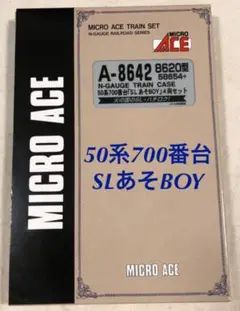 MICRO ACE TRAIN SET
N-GAUGE RAILROAD SERIES
MICRO
ACE
A-8642
8620型
58654+
N-GAUGE TRAIN CASE
50系700番台「SLあそBOY」4両セット
50系700番台
SLあそBOY
MICRO ACE
MICRO ACE